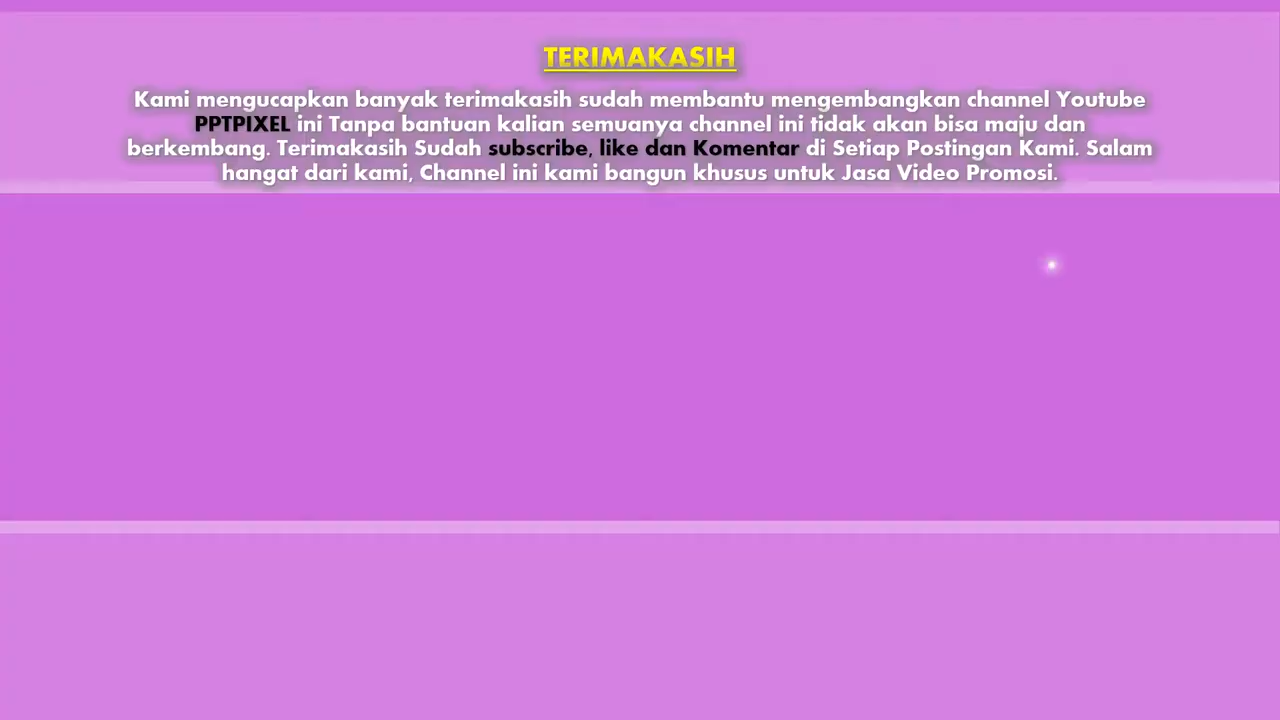 TERIMAKASIH
Kami mengucapkan banyak terimakasih sudah membantu mengembangkan channel Youtube
PPTPIXEL ini Tanpa bantuan kalian semuanya channel ini tidak akan bisa maju dan
berkembang. Terimakasih Sudah subscribe, like dan Komentar di Setiap Postingan Kami. Salam
hangat dari kami, Channel ini kami bangun khusus untuk Jasa Video Promosi.